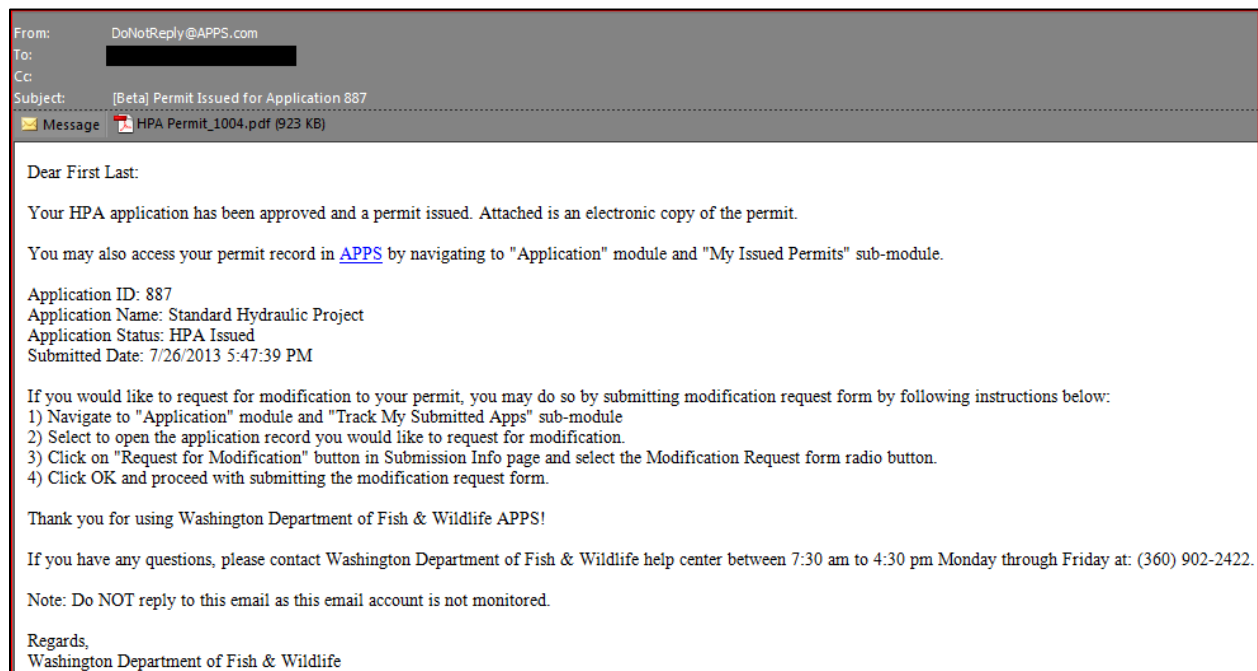 From: DoNotReply@APPS.com
To:
Cc:
Subject: [Beta] Permit Issued for Application 887
Message HPA Permit_1004.pdf (923 KB)
Dear First Last:
Your HPA application has been approved and a permit issued. Attached is an electronic copy of the permit.
You may also access your permit record in APPS by navigating to "Application" module and "My Issued Permits" sub-module.
Application ID: 887
Application Name: Standard Hydraulic Project
Application Status: HPA Issued
Submitted Date: 7/26/2013 5:47:39 PM
If you would like to request for modification to your permit, you may do so by submitting modification request form by following instructions below:
1) Navigate to "Application" module and "Track My Submitted Apps" sub-module
2) Select to open the application record you would like to request for modification.
3) Click on "Request for Modification" button in Submission Info page and select the Modification Request form radio button.
4) Click OK and proceed with submitting the modification request form.
Thank you for using Washington Department of Fish & Wildlife APPS!
If you have any questions, please contact Washington Department of Fish & Wildlife help center between 7:30 am to 4:30 pm Monday through Friday at: (360) 902-2422.
Note: Do NOT reply to this email as this email account is not monitored.
Regards,
Washington Department of Fish & Wildlife